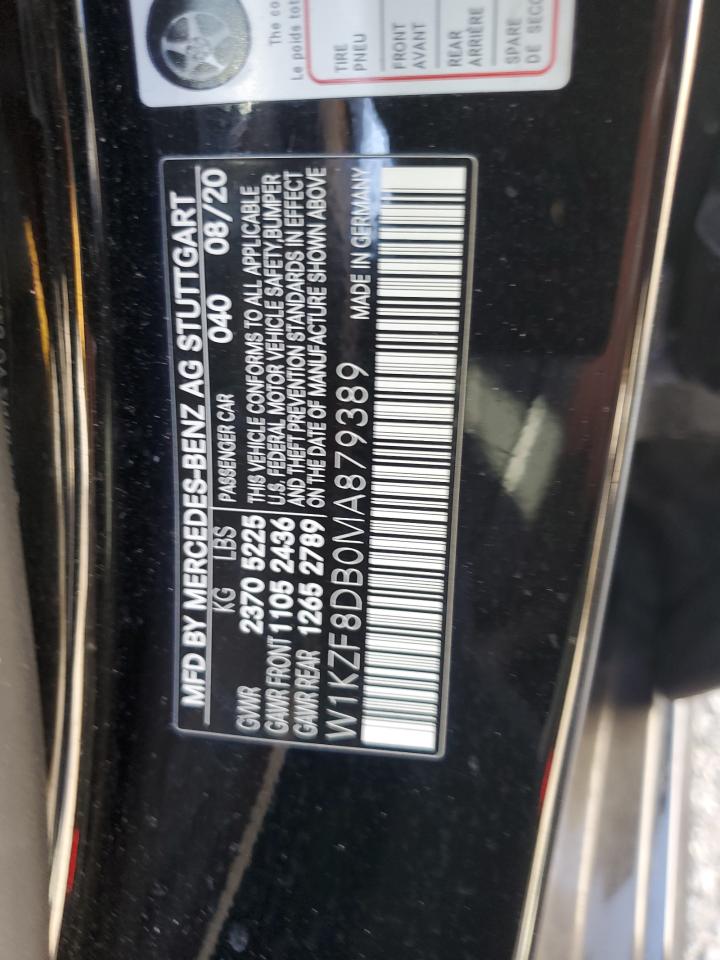 The co
Le poids tot
TIRE
PNEU
FRONT
AVANT
REAR
ARRIÈRE
SPARE
DE SECO
MFD BY MERCEDES-BENZ AG STUTTGART
KG LBS PASSENGER CAR 040 08/20
GVWR 2370 5225
GAWR FRONT 1105 2436
GAWR REAR 1265 2789
THIS VEHICLE CONFORMS TO ALL APPLICABLE
U.S. FEDERAL MOTOR VEHICLE SAFETY,BUMPER
AND THEFT PREVENTION STANDARDS IN EFFECT
ON THE DATE OF MANUFACTURE SHOWN ABOVE
W1KZF8DB0MA879389 MADE IN GERMANY